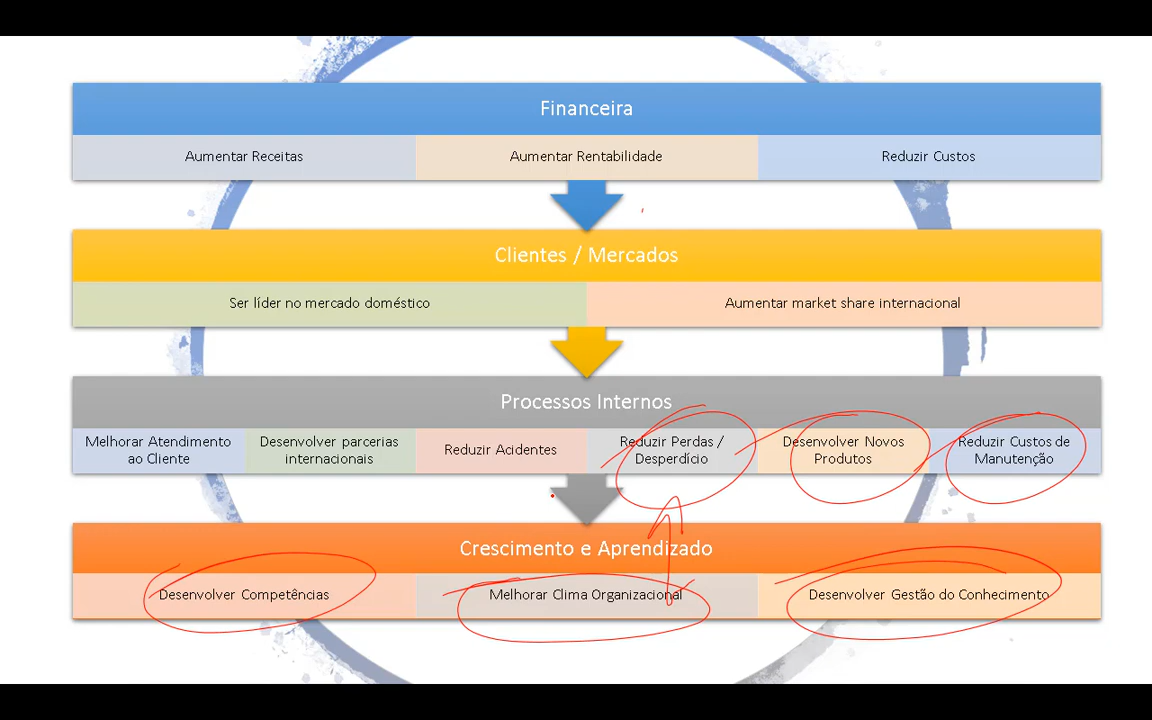 Financeira
Aumentar Receitas
Aumentar Rentabilidade
Reduzir Custos
Clientes / Mercados
Ser líder no mercado doméstico
Aumentar market share internacional
Processos Internos
Melhorar Atendimento
ao Cliente
Desenvolver parcerias
internacionais
Reduzir Acidentes
Reduzir Perdas /
Desperdício
Desenvolver Novos
Produtos
Reduzir Custos de
Manutenção
Crescimento e Aprendizado
Desenvolver Competências
Melhorar Clima Organizacional
Desenvolver Gestão do Conhecimento